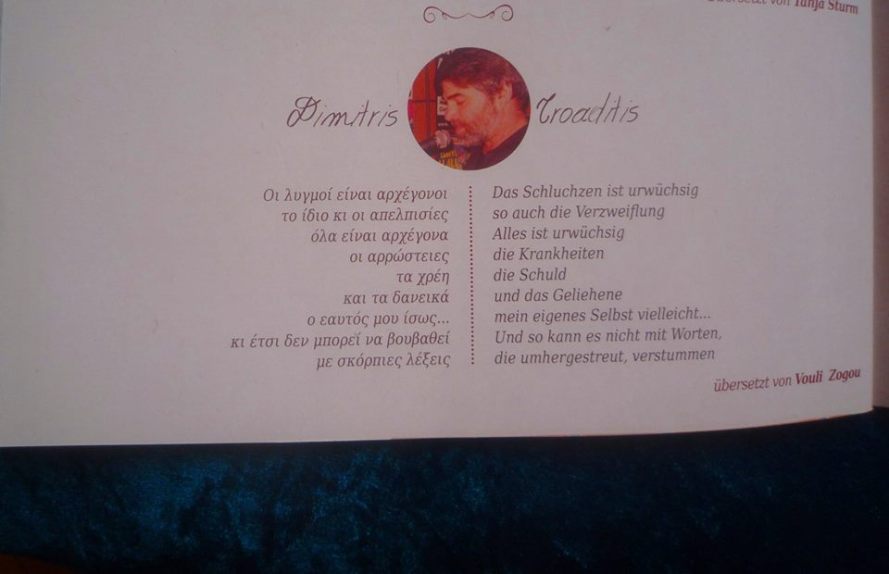 übersetzt von Tanja Sturm
Dimitris Troaditis
Οι λυγμοί είναι αρχέγονοι
το ίδιο κι οι απελπισίες
όλα είναι αρχέγονα
οι αρρώστειες
τα χρέη
και τα δανεικά
ο εαυτός μου ίσως...
κι έτσι δεν μπορεί να βουβαθεί
με σκόρπιες λέξεις
Das Schluchzen ist urwüchsig
so auch die Verzweiflung
Alles ist urwüchsig
die Krankheiten
die Schuld
und das Geliehene
mein eigenes Selbst vielleicht...
Und so kann es nicht mit Worten,
die umhergestreut, verstummen
übersetzt von Vouli Zogou